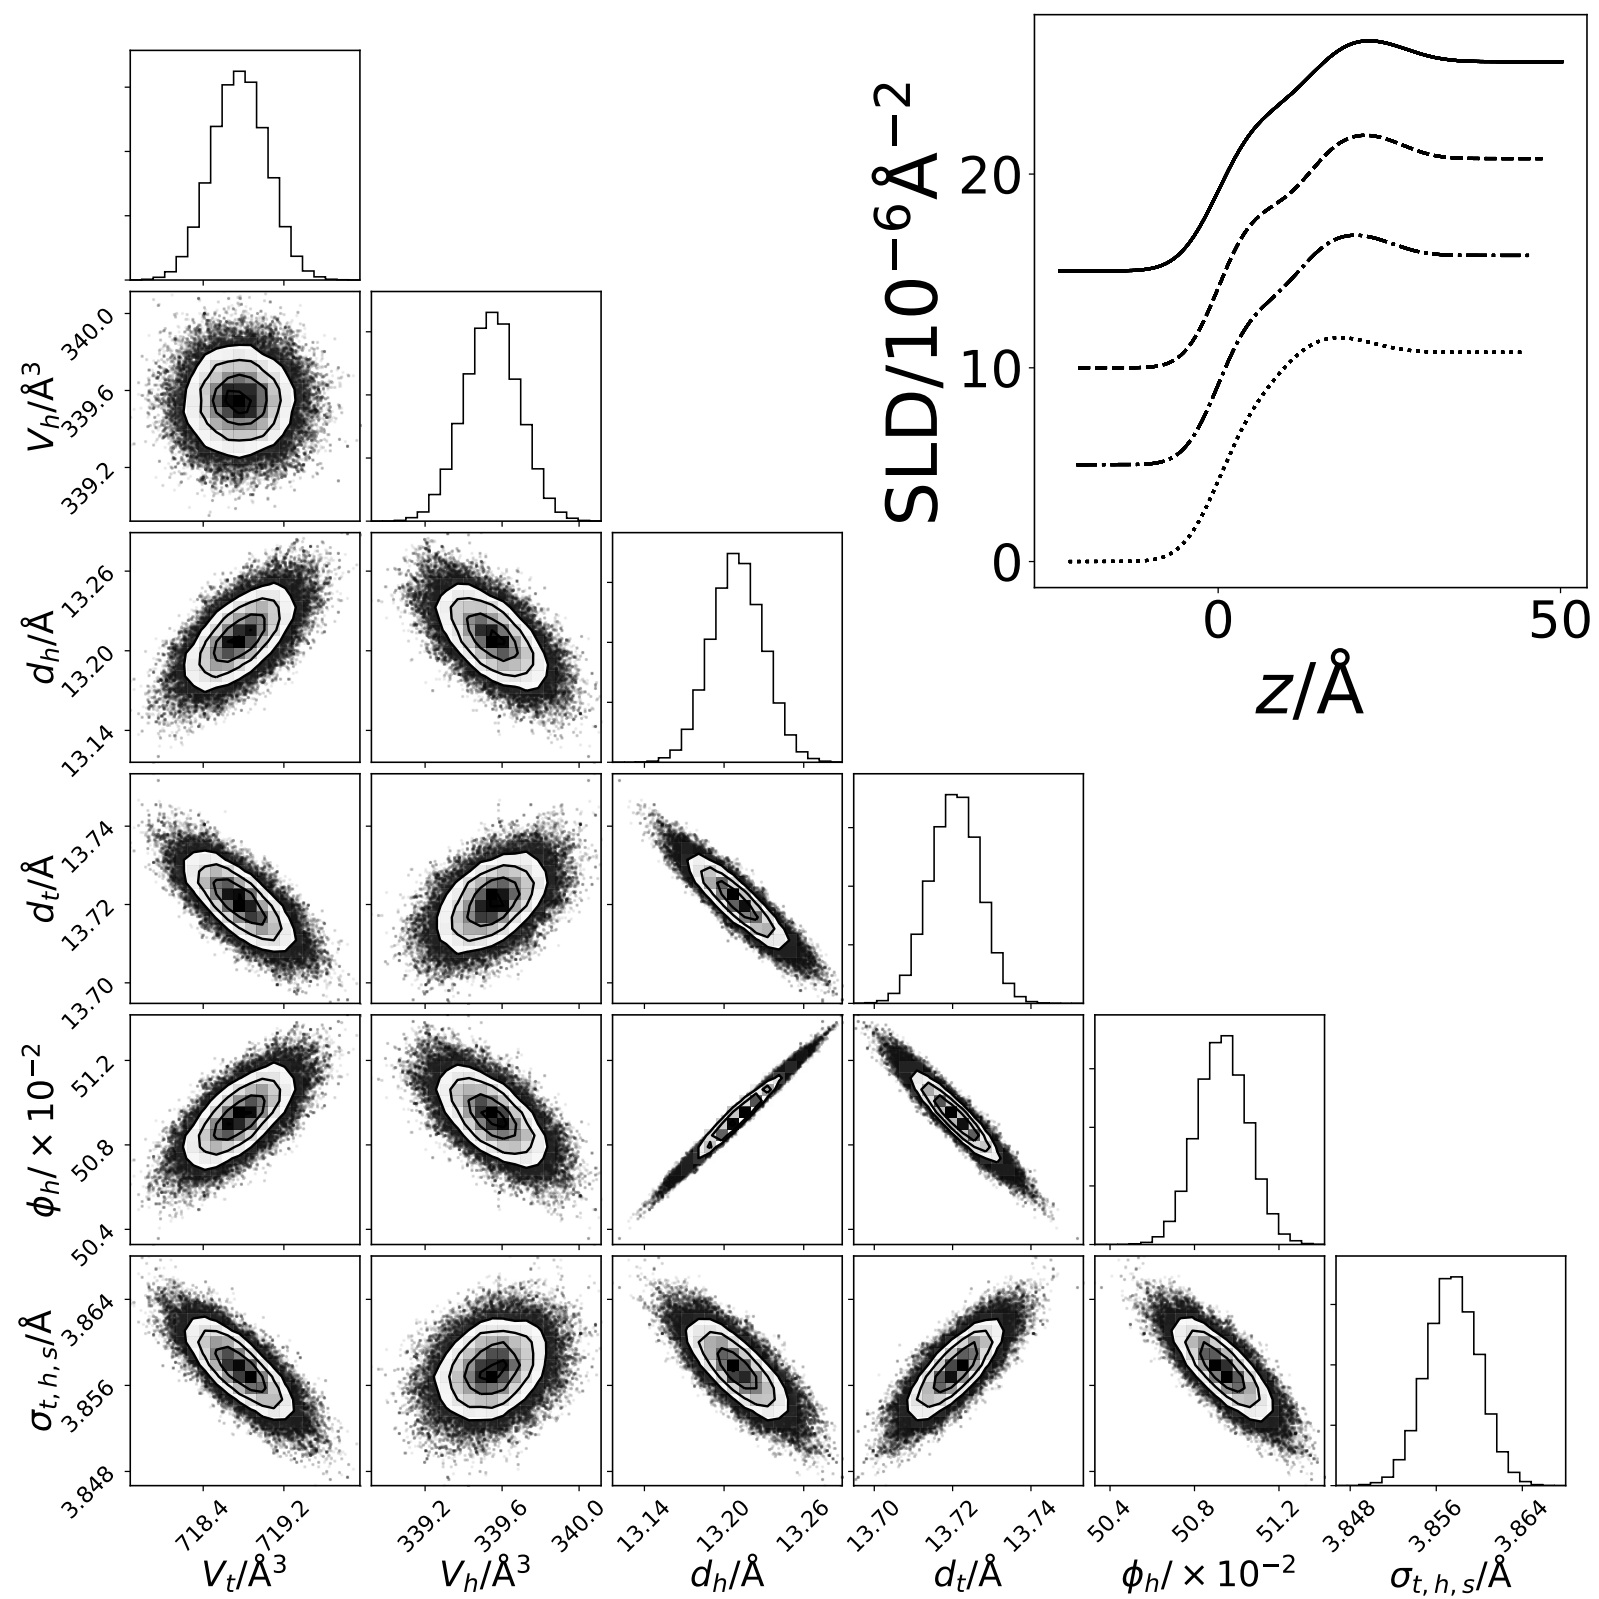 SLD/10⁻⁶Å⁻²
20
10
0
0 50
z/Å
V_h/Å³
340.0
339.6
339.2
d_h/Å
13.26
13.20
13.14
d_t/Å
13.74
13.72
13.70
ϕ_h/ × 10⁻²
51.2
50.8
50.4
σ_{t, h, s}/Å
3.864
3.856
3.848
718.4 719.2 339.2 339.6 340.0 13.14 13.20 13.26 13.70 13.72 13.74 50.4 50.8 51.2 3.848 3.856 3.864
V_t/Å³ V_h/Å³ d_h/Å d_t/Å ϕ_h/ × 10⁻² σ_{t, h, s}/Å